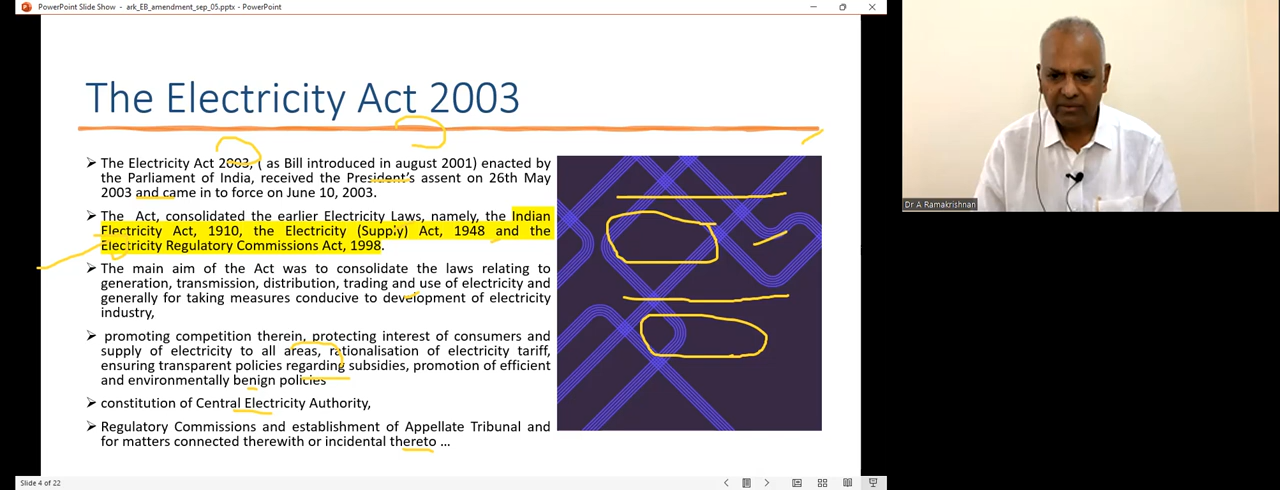 PowerPoint Slide Show - ark_EB_amendment_sep_05.pptx - PowerPoint
The Electricity Act 2003
The Electricity Act 2003, ( as Bill introduced in august 2001) enacted by
the Parliament of India, received the President's assent on 26th May
2003 and came in to force on June 10, 2003.
The Act, consolidated the earlier Electricity Laws, namely, the Indian
Electricity Act, 1910, the Electricity (Supply) Act, 1948 and the
Electricity Regulatory Commissions Act, 1998.
The main aim of the Act was to consolidate the laws relating to
generation, transmission, distribution, trading and use of electricity and
generally for taking measures conducive to development of electricity
industry,
promoting competition therein, protecting interest of consumers and
supply of electricity to all areas, rationalisation of electricity tariff,
ensuring transparent policies regarding subsidies, promotion of efficient
and environmentally benign policies
constitution of Central Electricity Authority,
Regulatory Commissions and establishment of Appellate Tribunal and
for matters connected therewith or incidental thereto ...
Slide 4 of 22
Dr A Ramakrishnan